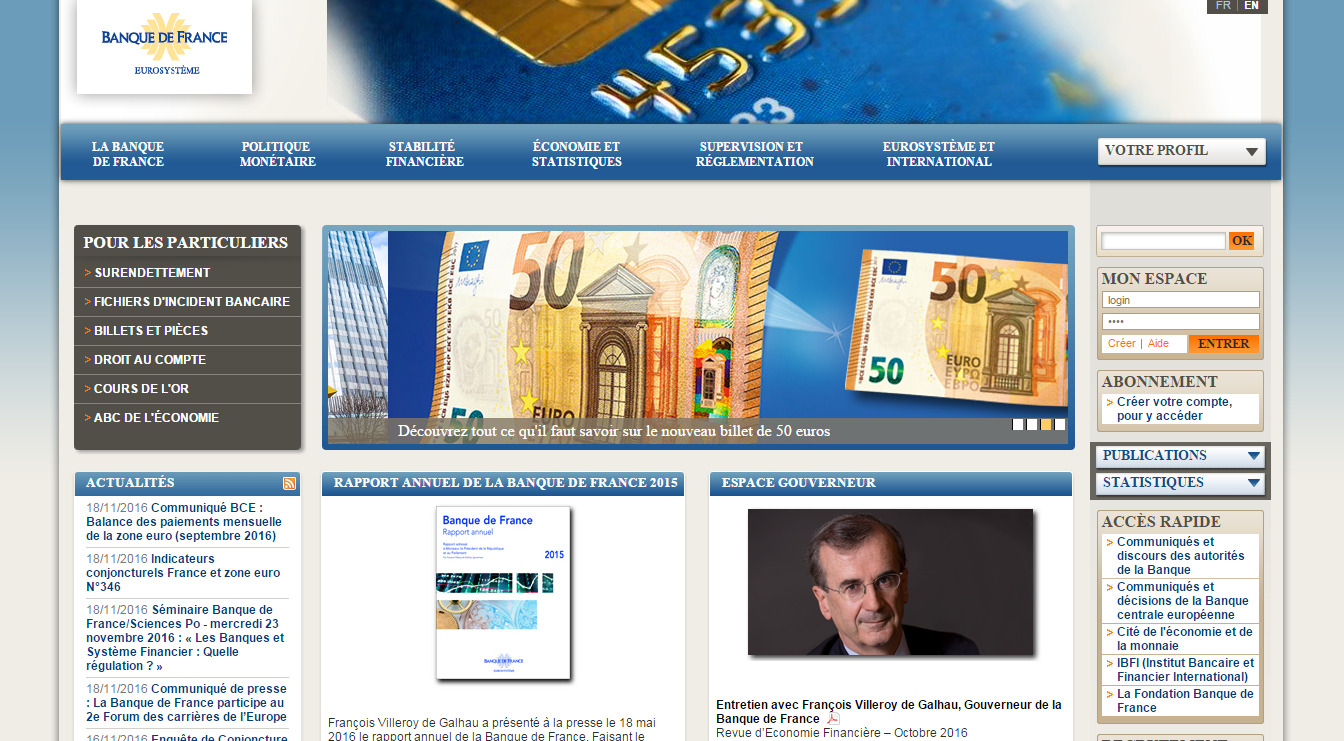 BANQUE DE FRANCE
EUROSYSTÈME
FR | EN
LA BANQUE
DE FRANCE
POLITIQUE
MONÉTAIRE
STABILITÉ
FINANCIÈRE
ÉCONOMIE ET
STATISTIQUES
SUPERVISION ET
RÉGLEMENTATION
EUROSYSTÈME ET
INTERNATIONAL
VOTRE PROFIL
POUR LES PARTICULIERS
> SURENDETTEMENT
> FICHIERS D'INCIDENT BANCAIRE
> BILLETS ET PIÈCES
> DROIT AU COMPTE
> COURS DE L'OR
> ABC DE L'ÉCONOMIE
50
50
50
50
EURO
ΕΥΡΩ
ЕВРО
Découvrez tout ce qu'il faut savoir sur le nouveau billet de 50 euros
OK
MON ESPACE
login
••••
Créer | Aide
ENTRER
ABONNEMENT
> Créer votre compte,
pour y accéder
PUBLICATIONS
STATISTIQUES
ACCÈS RAPIDE
> Communiqués et
discours des autorités
de la Banque
> Communiqués et
décisions de la Banque
centrale européenne
> Cité de l'économie et de
la monnaie
> IBFI (Institut Bancaire et
Financier International)
> La Fondation Banque de
France
ACTUALITÉS
18/11/2016 Communiqué BCE :
Balance des paiements mensuelle
de la zone euro (septembre 2016)
18/11/2016 Indicateurs
conjoncturels France et zone euro
N°346
18/11/2016 Séminaire Banque de
France/Sciences Po - mercredi 23
novembre 2016 : « Les Banques et
Système Financier : Quelle
régulation ? »
18/11/2016 Communiqué de presse
: La Banque de France participe au
2e Forum des carrières de l'Europe
16/11/2016 Enquête de Conjoncture
RAPPORT ANNUEL DE LA BANQUE DE FRANCE 2015
Banque de France
Rapport annuel
2015
BANQUE DE FRANCE
EUROSYSTÈME
François Villeroy de Galhau a présenté à la presse le 18 mai
2016 le rapport annuel de la Banque de France. Faisant le
ESPACE GOUVERNEUR
Entretien avec François Villeroy de Galhau, Gouverneur de la
Banque de France
Revue d'Economie Financière – Octobre 2016
RECRUTEMENT